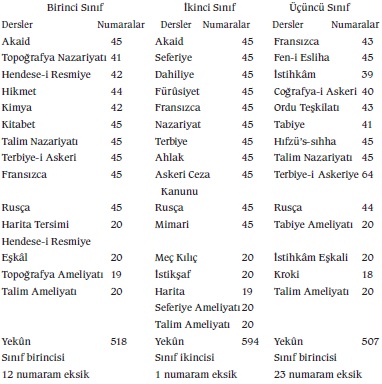 Birinci Sınıf İkinci Sınıf Üçüncü Sınıf
Dersler Numaralar Dersler Numaralar Dersler Numaralar
Akaid 45 Akaid 45 Fransızca 43
Topoğrafya Nazariyatı 41 Seferiye 45 Fen-i Esliha 45
Hendese-i Resmiye 42 Dahiliye 45 İstihkâm 39
Hikmet 44 Fürûsiyet 45 Coğrafya-i Askeri 40
Kimya 42 Fransızca 45 Ordu Teşkilatı 43
Kitabet 45 Nazariyat 45 Tabiye 41
Talim Nazariyatı 45 Terbiye 45 Hıfzü's-sıhha 45
Terbiye-i Askeri 45 Ahlak 45 Talim Nazariyatı 45
Fransızca 45 Askeri Ceza 45 Terbiye-i Askeriye 64
Kanunu
Rusça 45 Rusça 45 Rusça 44
Harita Tersimi 20 Mimari 45 Tabiye Ameliyatı 20
Hendese-i Resmiye
Eşkâl 20 Meç Kılıç 20 İstihkâm Eşkali 20
Topoğrafya Ameliyatı 19 İstikşaf 20 Kroki 18
Talim Ameliyatı 20 Harita 19 Talim Ameliyatı 20
Seferiye Ameliyatı 20
Talim Ameliyatı 20
Yekûn 518 Yekûn 594 Yekûn 507
Sınıf birincisi Sınıf ikincisi Sınıf birincisi
12 numaram eksik 1 numaram eksik 23 numaram eksik